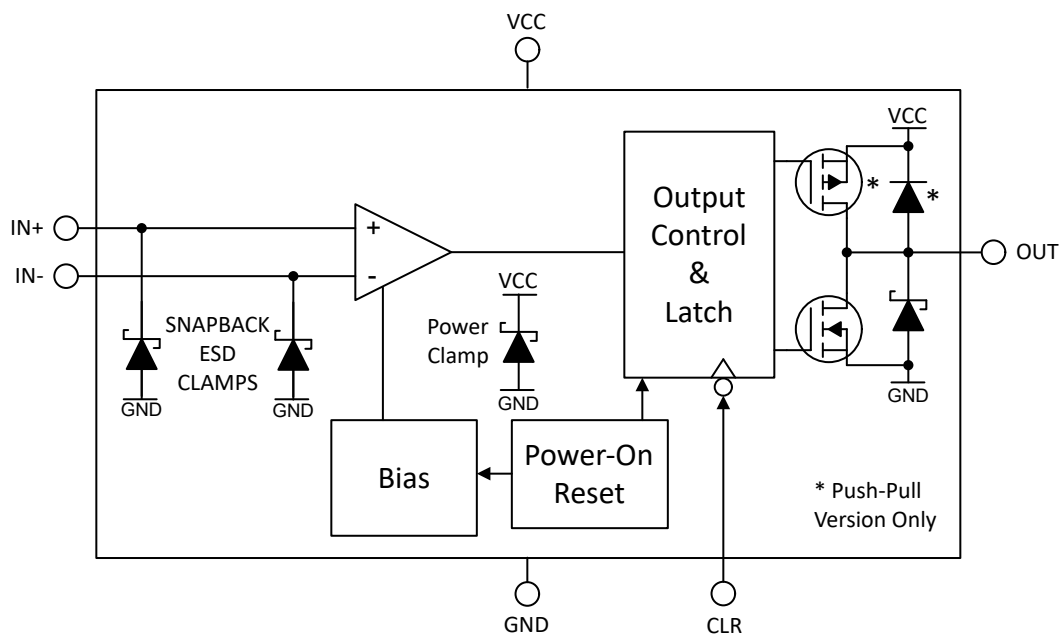 VCC
VCC
*
*
IN+
+
IN-
-
OUT
Output
Control
&
Latch
VCC
Power
Clamp
GND
SNAPBACK
ESD
CLAMPS
GND
GND
GND
Bias
Power-On
Reset
* Push-Pull
Version Only
GND
CLR